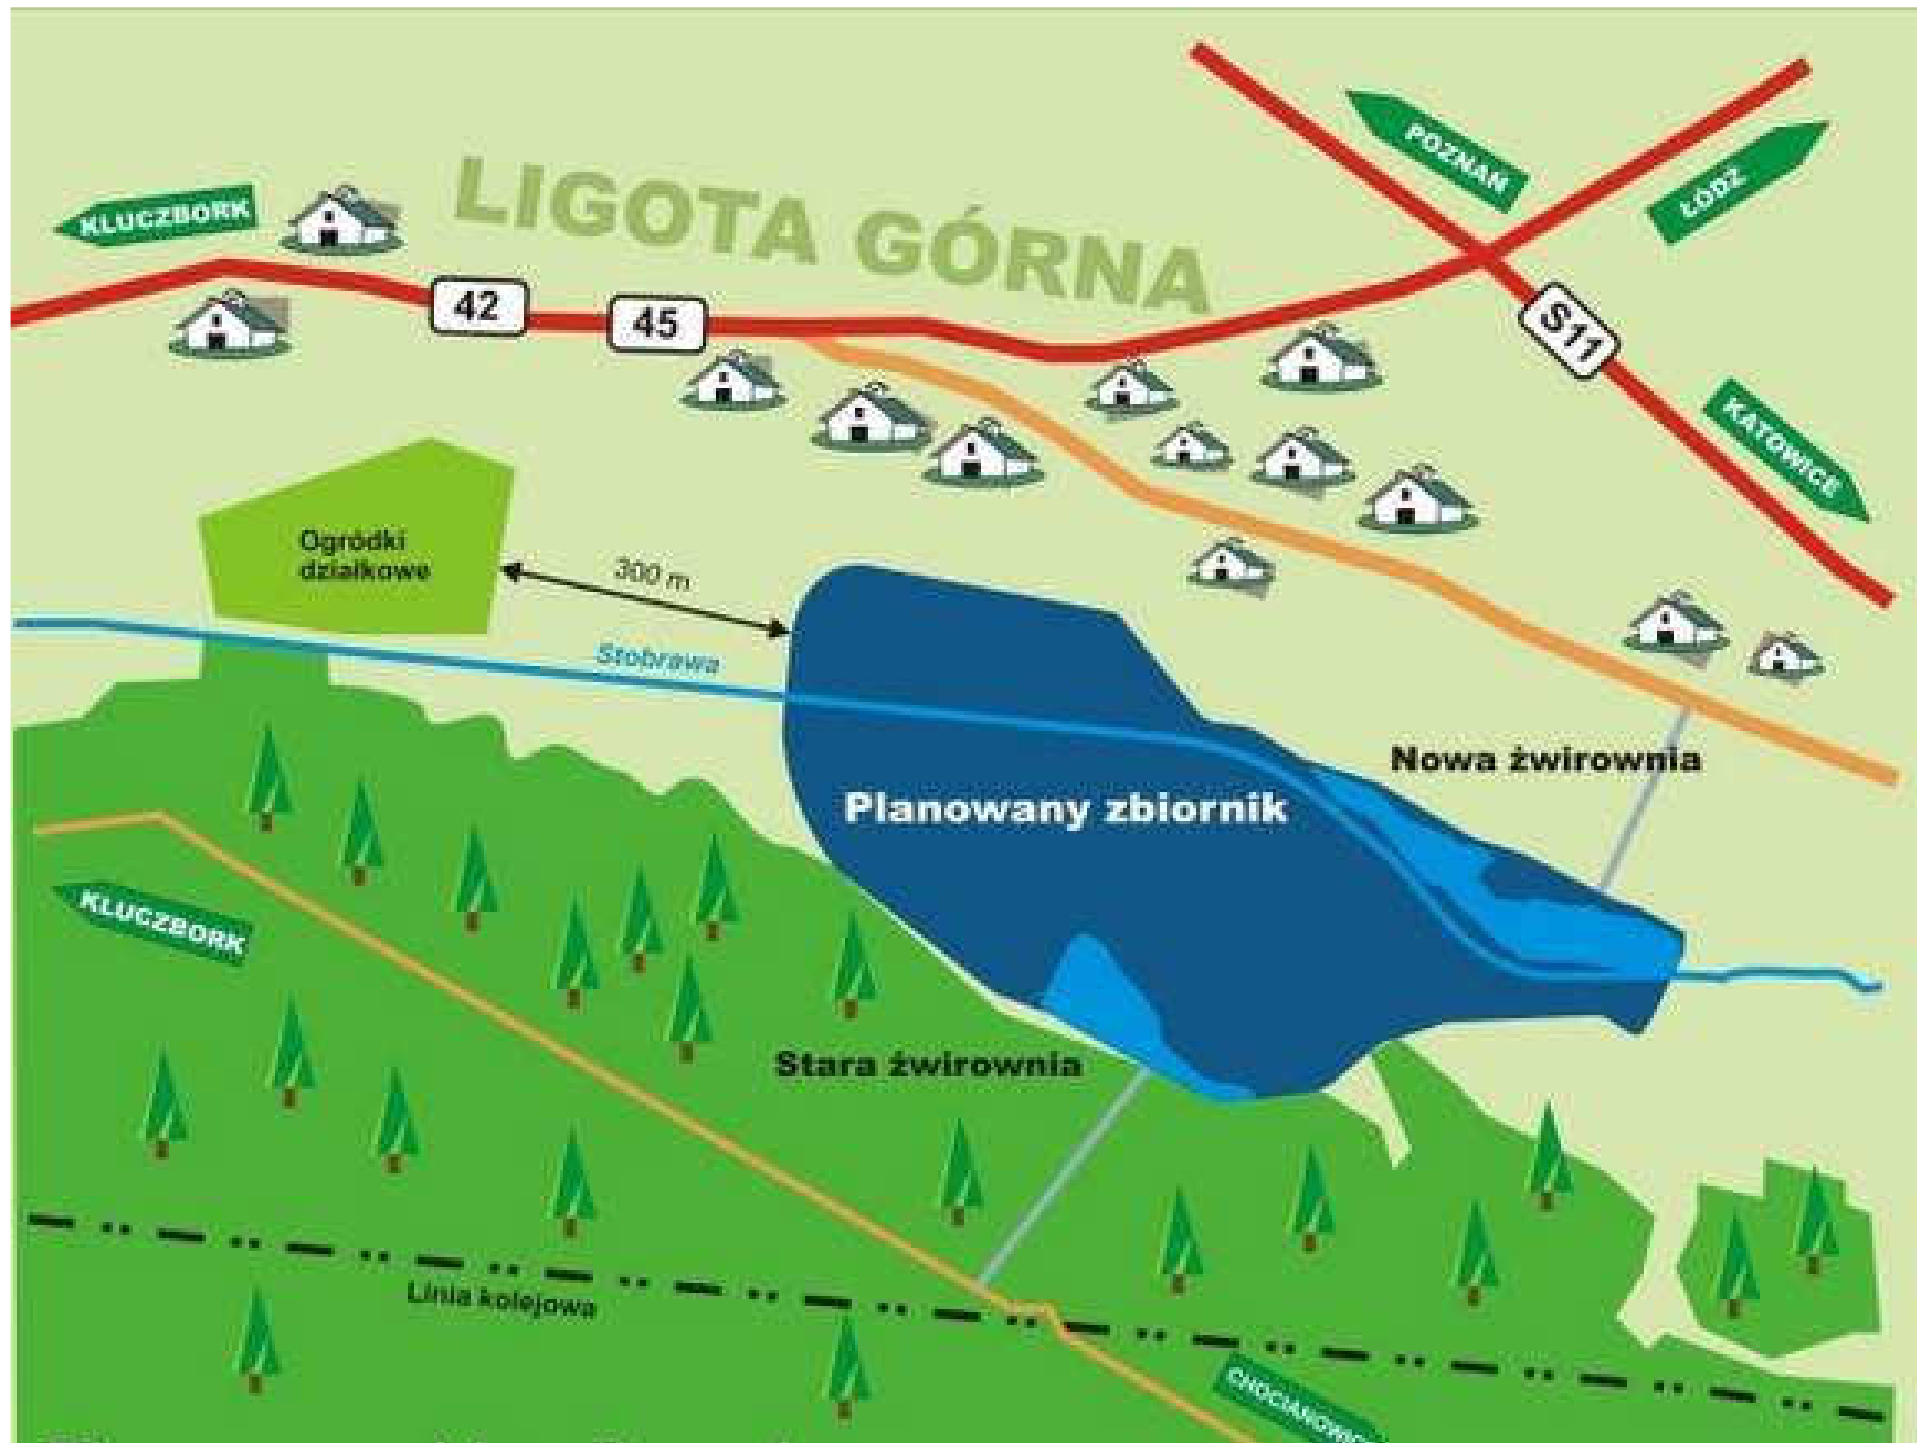 POZNAŃ
ŁÓDŹ
KLUCZBORK
LIGOTA GÓRNA
42
45
S11
KATOWICE
Ogródki
działkowe
300 m
Stobrawa
Nowa żwirownia
Planowany zbiornik
KLUCZBORK
Stara żwirownia
Linia kolejowa